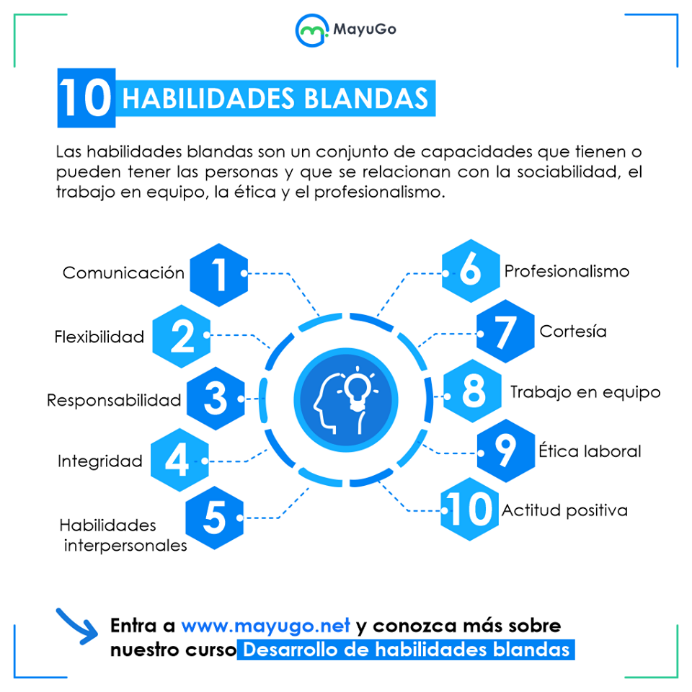 MayuGo
10 HABILIDADES BLANDAS
Las habilidades blandas son un conjunto de capacidades que tienen o
pueden tener las personas y que se relacionan con la sociabilidad, el
trabajo en equipo, la ética y el profesionalismo.
Comunicación 1
Flexibilidad 2
Responsabilidad 3
Integridad 4
Habilidades
interpersonales 5
6 Profesionalismo
7 Cortesía
8 Trabajo en equipo
9 Ética laboral
10 Actitud positiva
Entra a www.mayugo.net y conozca más sobre
nuestro curso Desarrollo de habilidades blandas